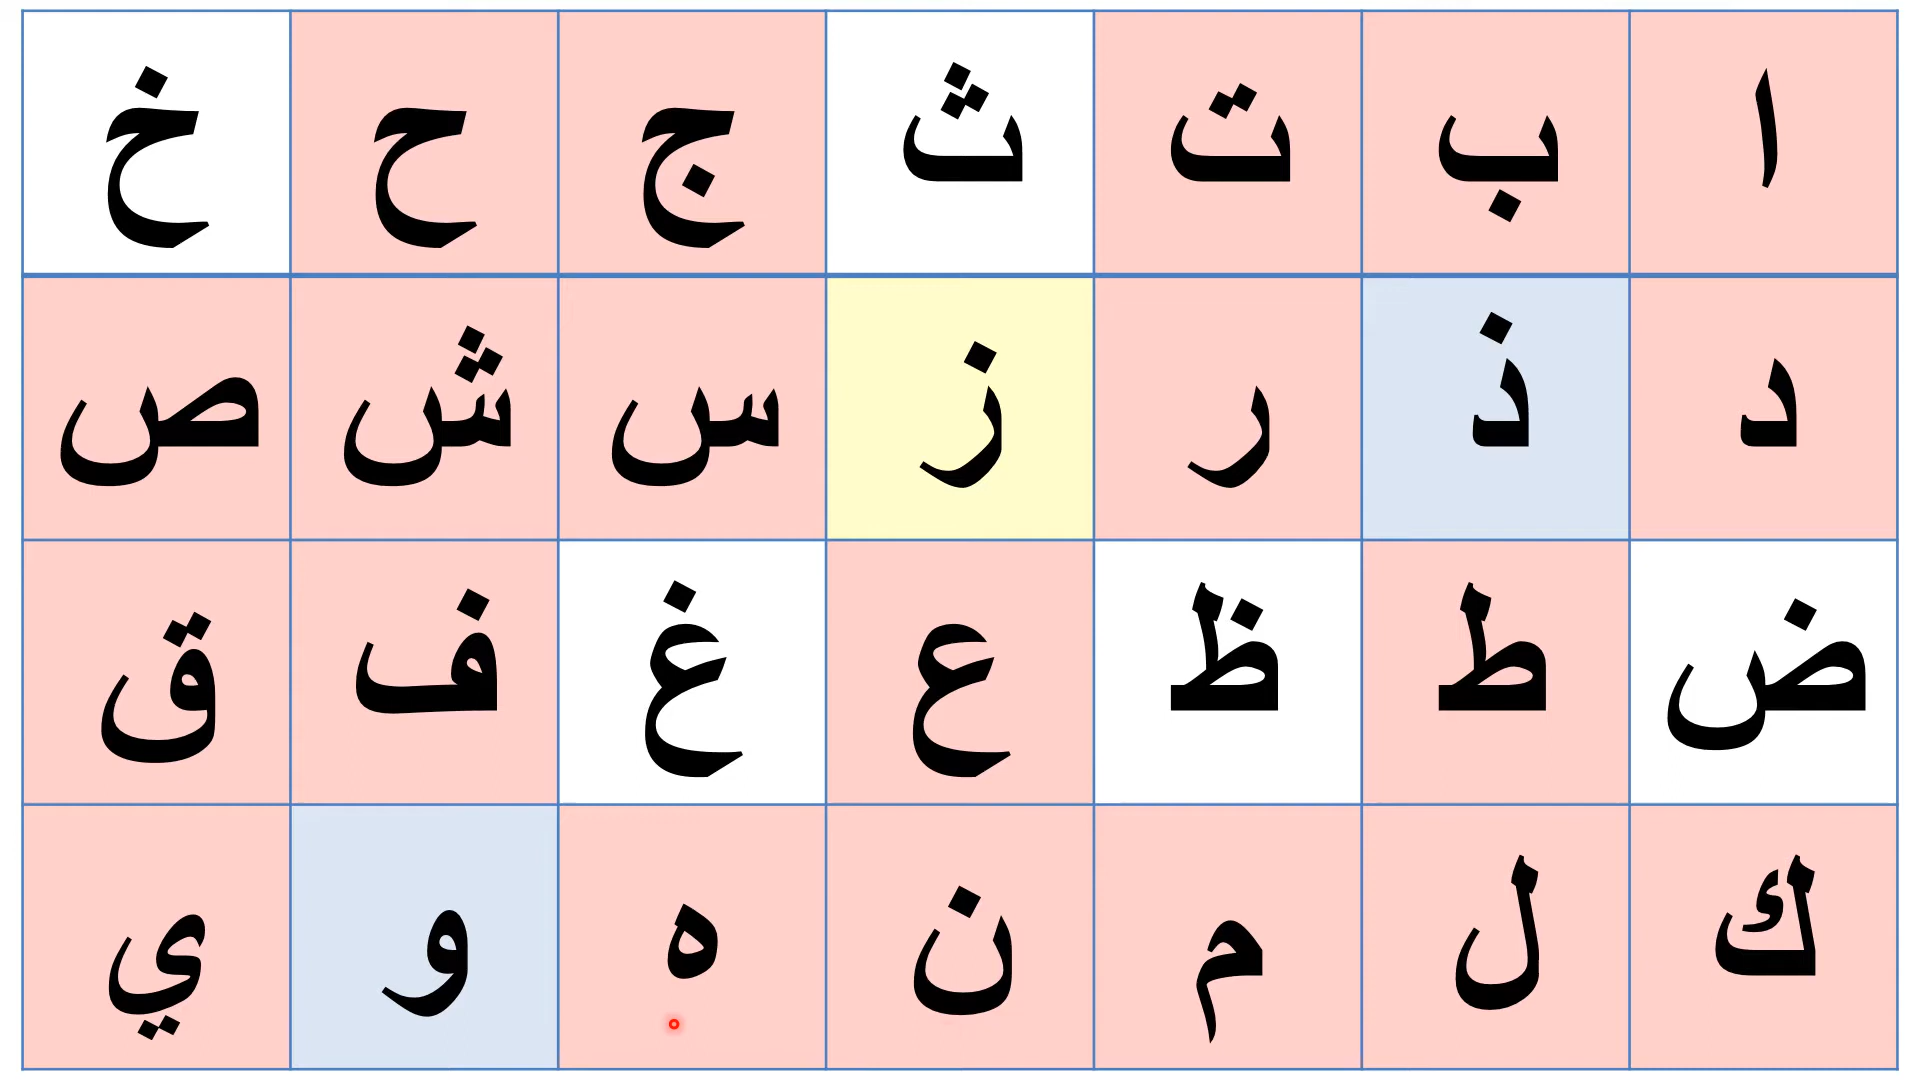 ا ب ت ث ج ح خ
د ذ ر ز س ش ص
ض ط ظ ع غ ف ق
ك ل م ن ه و ي